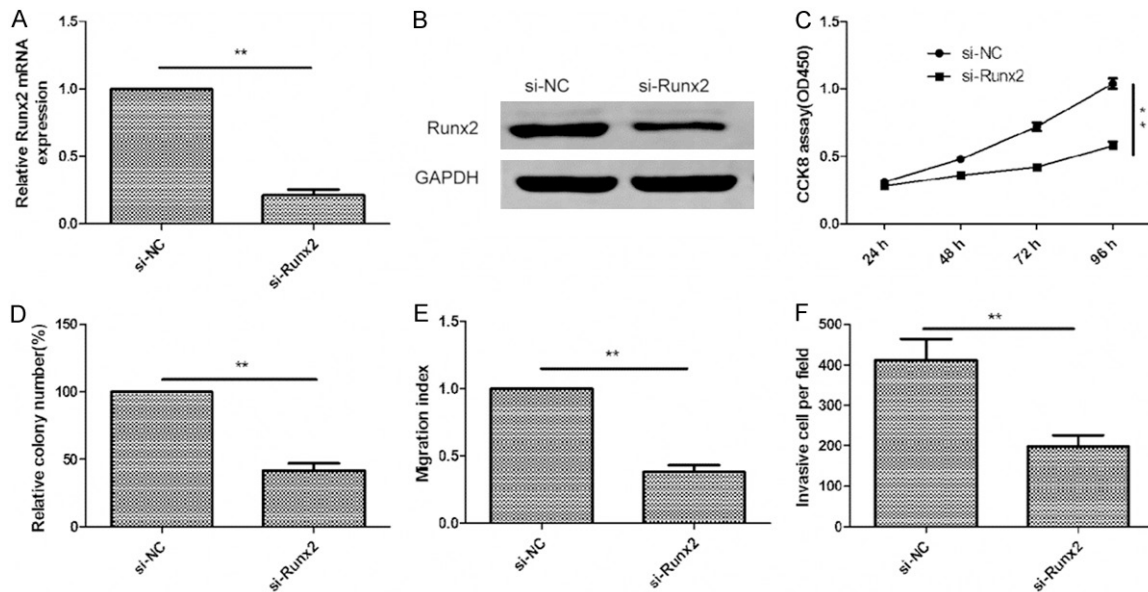 A
Relative Runx2 mRNA
expression
1.5
1.0
0.5
0.0
**
si-NC
si-Runx2
B
si-NC
si-Runx2
Runx2
GAPDH
C
CCK8 assay(OD450)
1.5
1.0
0.5
0.0
si-NC
si-Runx2
**
24 h
48 h
72 h
96 h
D
Relative colony number(%)
150
100
50
0
**
si-NC
si-Runx2
E
Migration index
1.5
1.0
0.5
0.0
**
si-NC
si-Runx2
F
Invasive cell per field
500
400
300
200
100
0
**
si-NC
si-Runx2